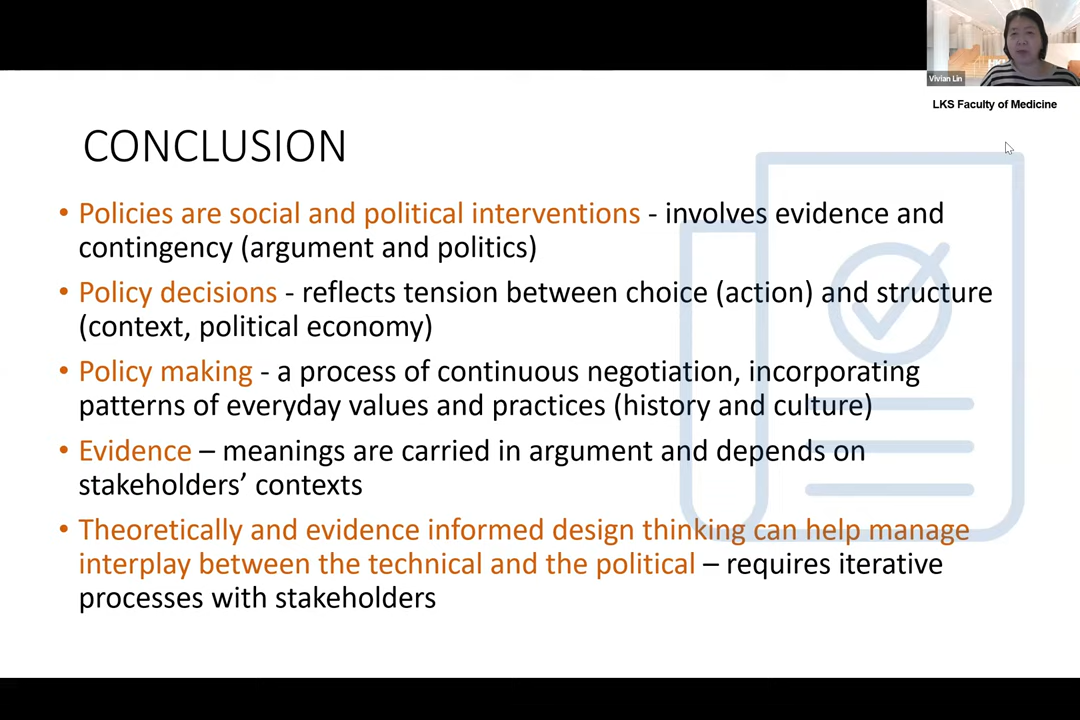 Vivian Lin
LKS Faculty of Medicine
CONCLUSION
• Policies are social and political interventions - involves evidence and
contingency (argument and politics)
• Policy decisions - reflects tension between choice (action) and structure
(context, political economy)
• Policy making - a process of continuous negotiation, incorporating
patterns of everyday values and practices (history and culture)
• Evidence – meanings are carried in argument and depends on
stakeholders’ contexts
• Theoretically and evidence informed design thinking can help manage
interplay between the technical and the political – requires iterative
processes with stakeholders